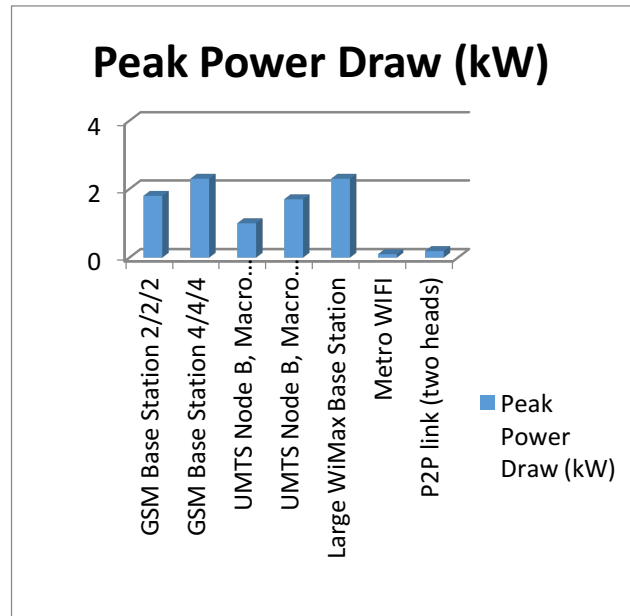 Peak Power Draw (kW)
4
2
0
GSM Base Station 2/2/2
GSM Base Station 4/4/4
UMTS Node B, Macro...
UMTS Node B, Macro...
Large WiMax Base Station
Metro WIFI
P2P link (two heads)
Peak
Power
Draw (kW)